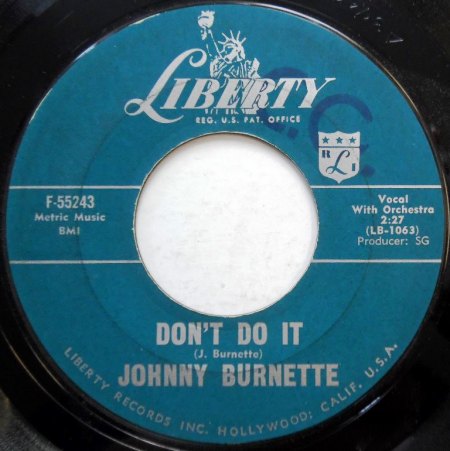 LIBERTY
REG. U.S. PAT. OFFICE
R L I
F-55243
Metric Music
BMI
Vocal
With Orchestra
2:27
(LB-1063)
Producer: SG
DON'T DO IT
(J. Burnette)
JOHNNY BURNETTE
LIBERTY RECORDS INC. HOLLYWOOD; CALIF. U.S.A.